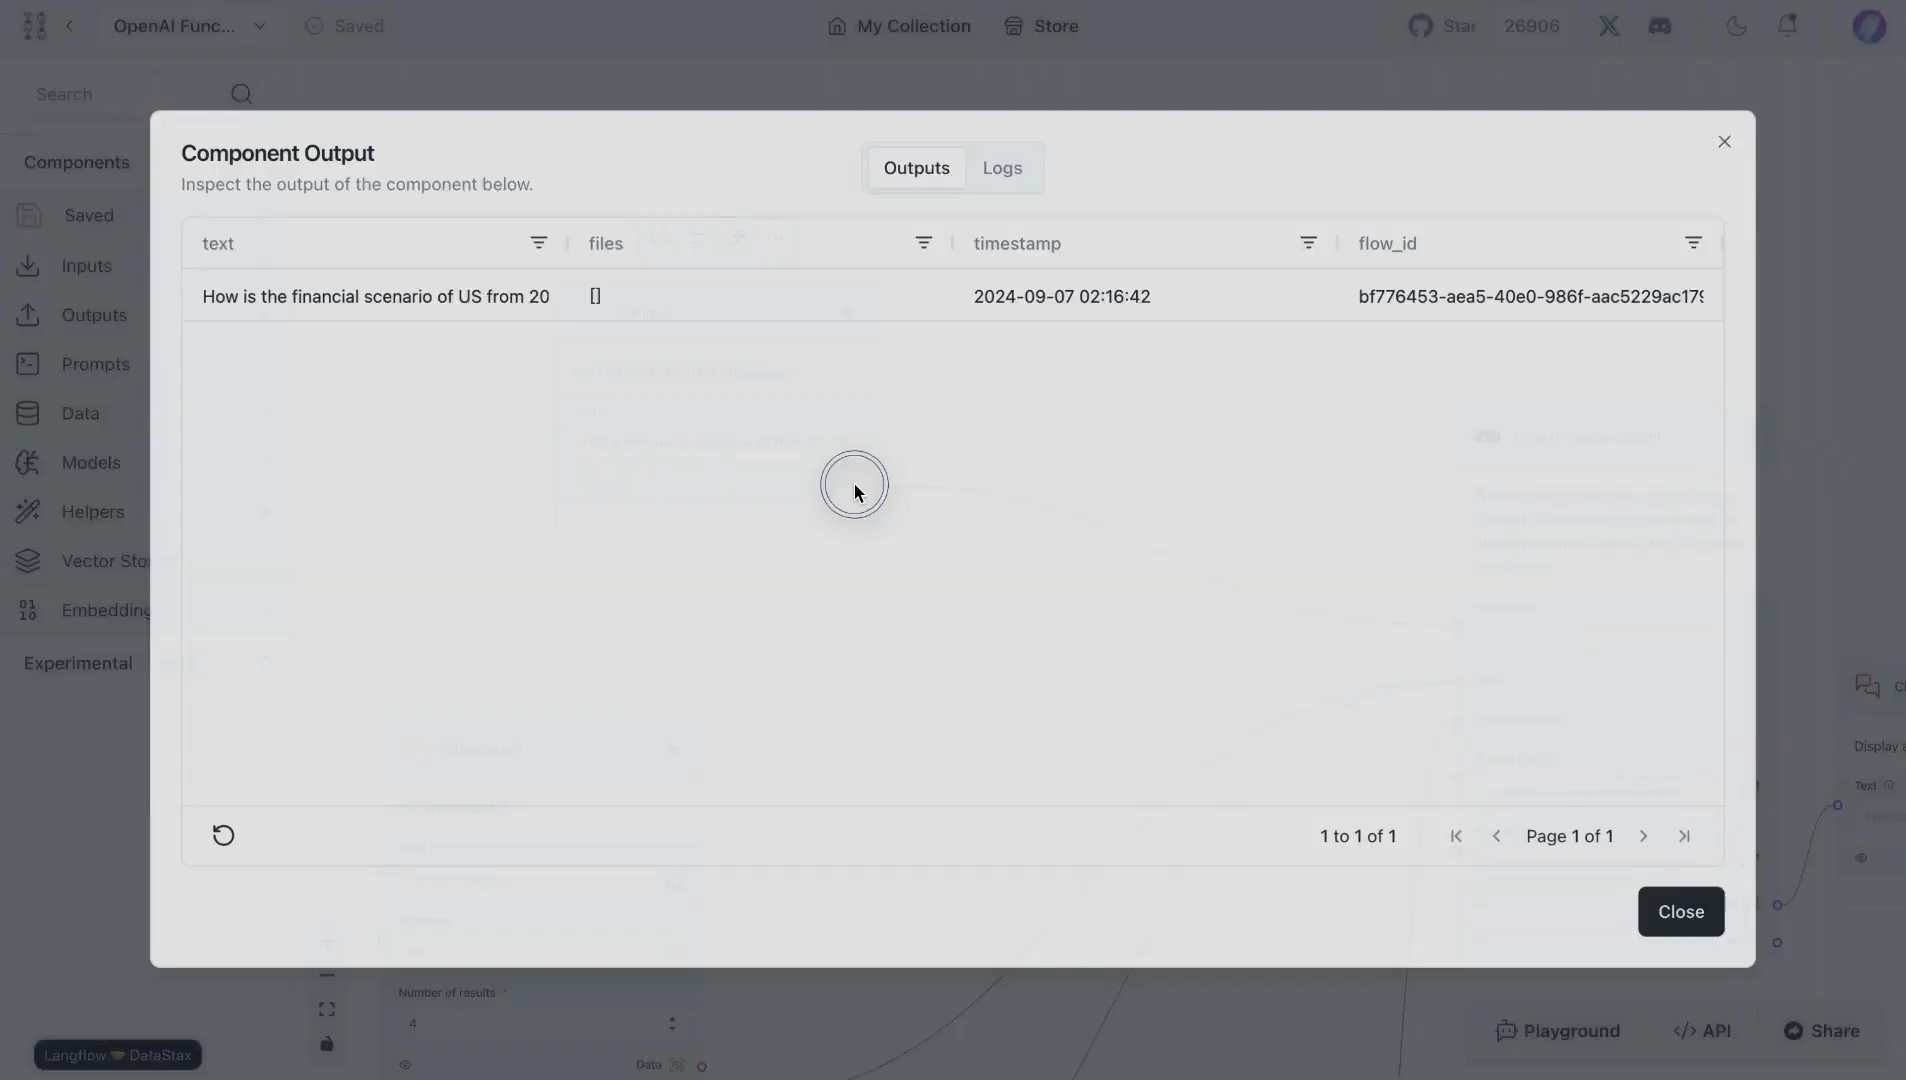 OpenAI Func...
Saved
My Collection
Store
Star
26906
Search
Components
Saved
Inputs
Outputs
Prompts
Data
Models
Helpers
Vector Sto
Embedding
Experimental
Component Output
Inspect the output of the component below.
Outputs
Logs
text
files
timestamp
flow_id
How is the financial scenario of US from 20
[]
2024-09-07 02:16:42
bf776453-aea5-40e0-986f-aac5229ac179
1 to 1 of 1
Page 1 of 1
Close
Display
Text
Number of results *
4
Data
Langflow 🤝 DataStax
Playground
</> API
Share